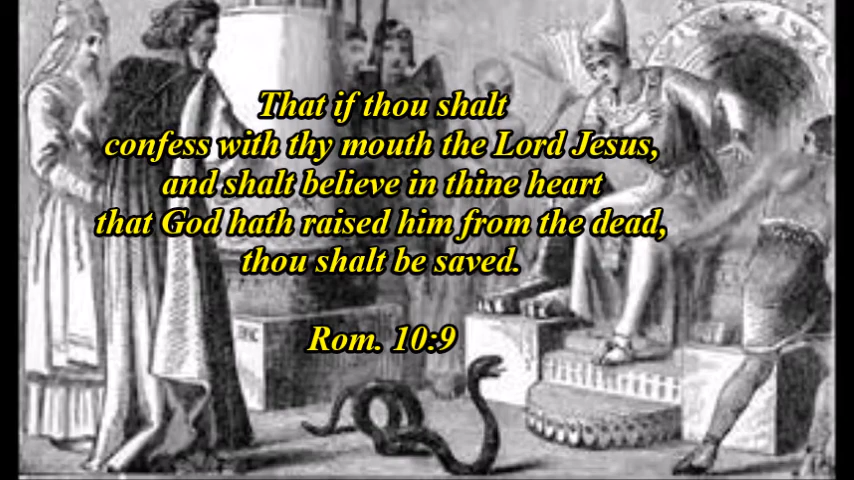 That if thou shalt
confess with thy mouth the Lord Jesus,
and shalt believe in thine heart
that God hath raised him from the dead,
thou shalt be saved.
Rom. 10:9